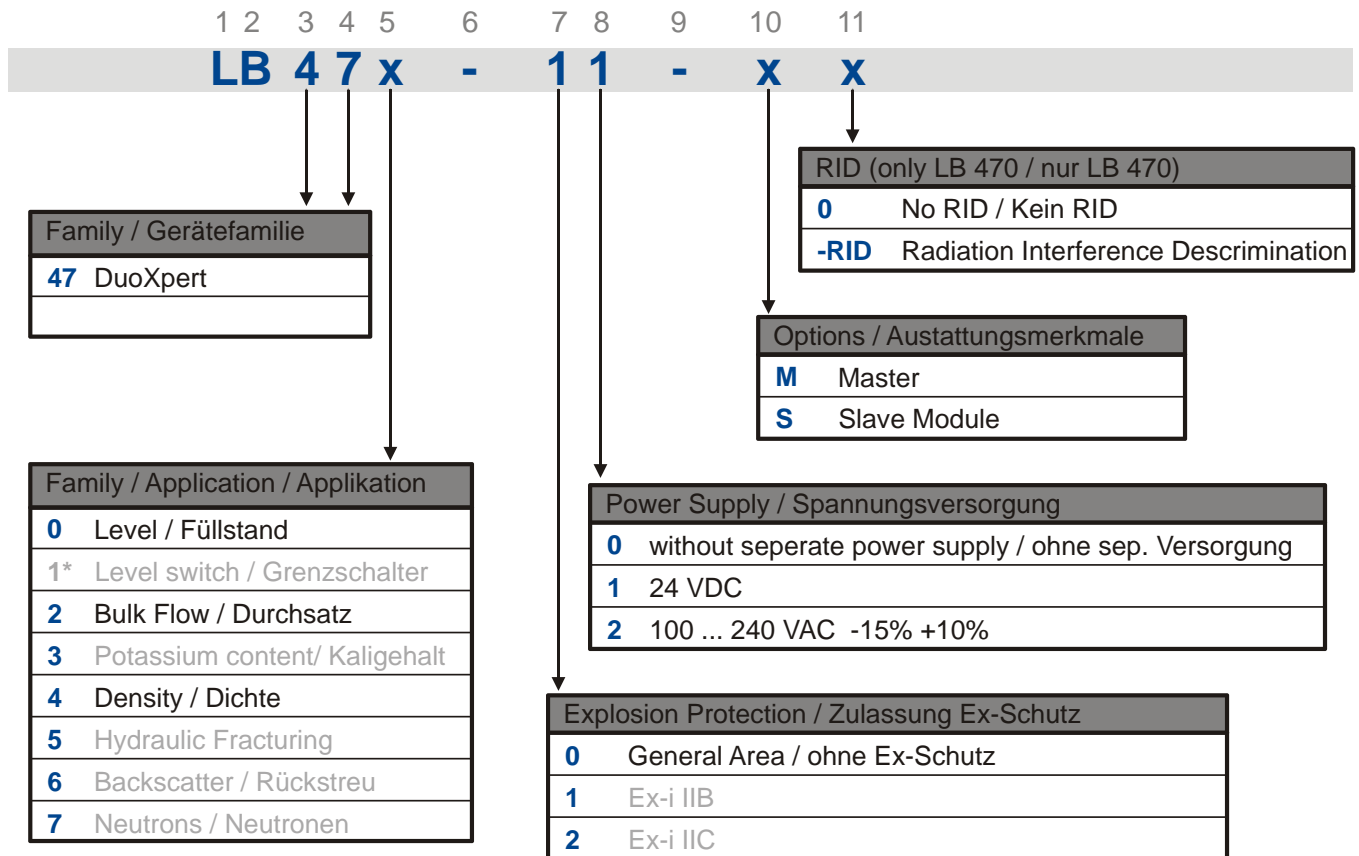 1 2 3 4 5 6 7 8 9 10 11
LB 4 7 x - 1 1 - x x
RID (only LB 470 / nur LB 470)
0 No RID / Kein RID
-RID Radiation Interference Descrimination
Family / Gerätefamilie
47 DuoXpert
Options / Austattungsmerkmale
M Master
S Slave Module
Family / Application / Applikation
0 Level / Füllstand
1* Level switch / Grenzschalter
2 Bulk Flow / Durchsatz
3 Potassium content/ Kaligehalt
4 Density / Dichte
5 Hydraulic Fracturing
6 Backscatter / Rückstreu
7 Neutrons / Neutronen
Power Supply / Spannungsversorgung
0 without seperate power supply / ohne sep. Versorgung
1 24 VDC
2 100 ... 240 VAC -15% +10%
Explosion Protection / Zulassung Ex-Schutz
0 General Area / ohne Ex-Schutz
1 Ex-i IIB
2 Ex-i IIC